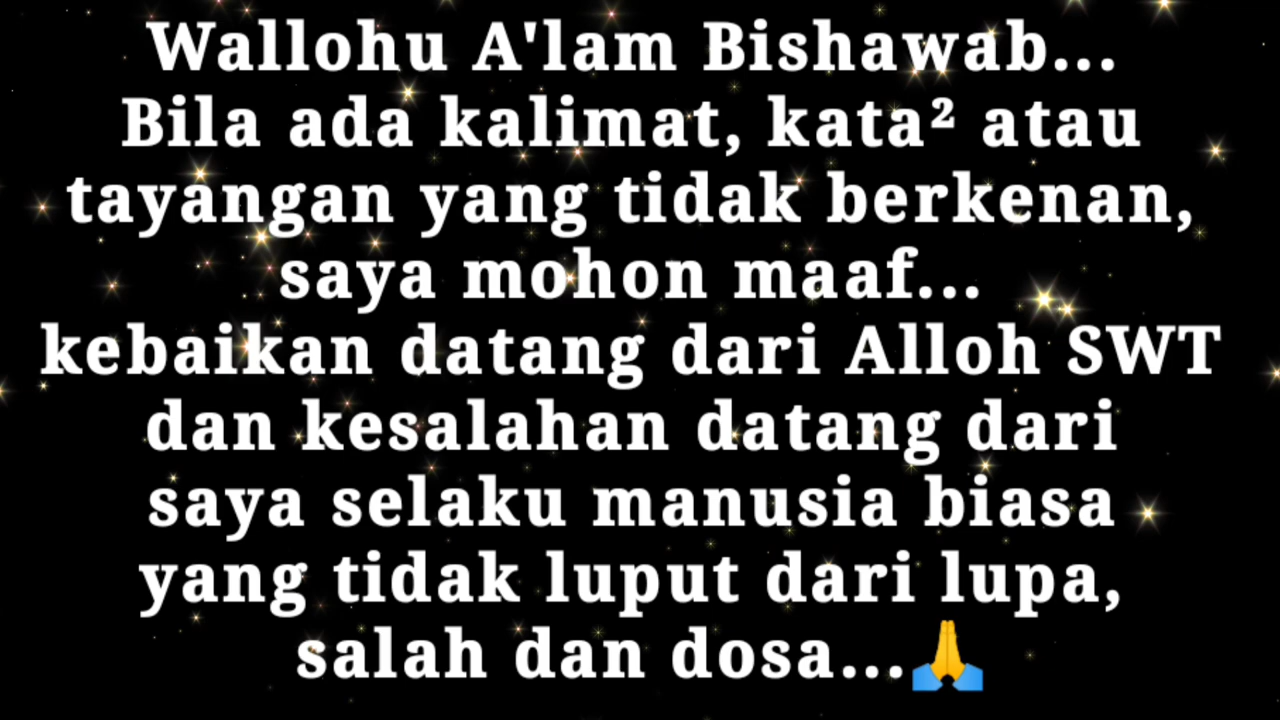 Wallohu A'lam Bishawab...
Bila ada kalimat, kata² atau
tayangan yang tidak berkenan,
saya mohon maaf...
kebaikan datang dari Alloh SWT
dan kesalahan datang dari
saya selaku manusia biasa
yang tidak luput dari lupa,
salah dan dosa...🙏